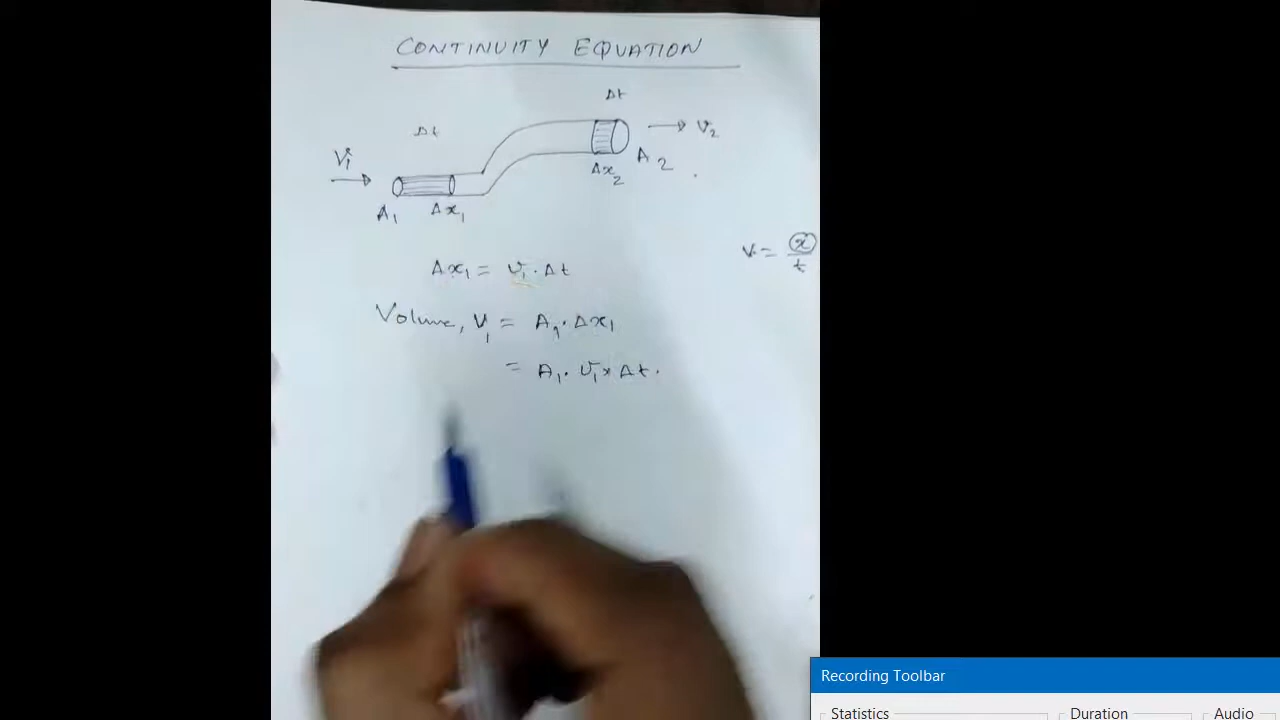 CONTINUITY EQUATION
Δt
Δt
V₁
v₂
A₂
Δx₂
A₁
Δx₁
v = x/t
Δx₁ = v₁·Δt
Volume, V₁ = A₁·Δx₁
= A₁·v₁×Δt.
Recording Toolbar
Statistics
Duration
Audio